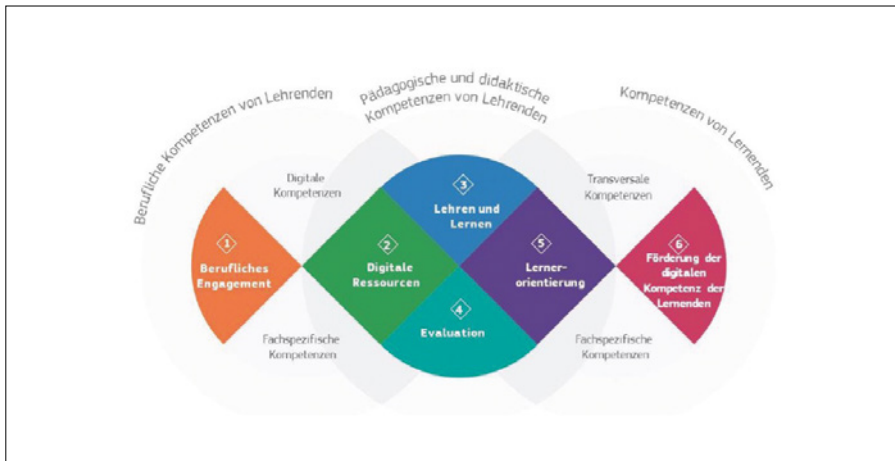 Berufliche Kompetenzen von Lehrenden
Pädagogische und didaktische
Kompetenzen von Lehrenden
Kompetenzen von Lernenden
Digitale
Kompetenzen
Transversale
Kompetenzen
1
Berufliches
Engagement
2
Digitale
Ressourcen
3
Lehren und
Lernen
4
Evaluation
5
Lerner-
orientierung
6
Förderung der
digitalen
Kompetenz der
Lernenden
Fachspezifische
Kompetenzen
Fachspezifische
Kompetenzen